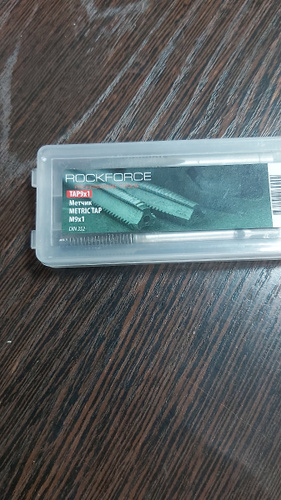 ROCKFORCE
TAP9x1
Метчик
METRIC TAP
M9x1
DIN 352